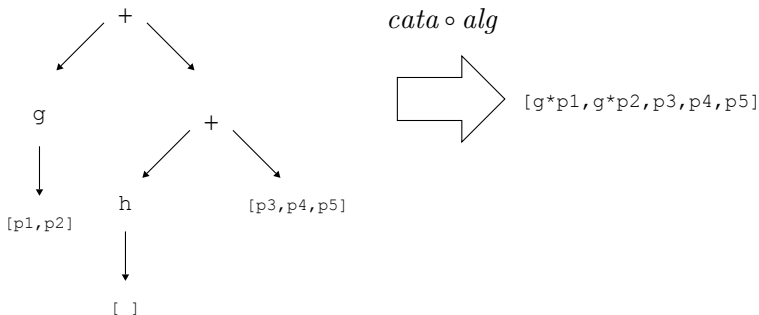 +
cata ∘ alg
g
+
[g*p1,g*p2,p3,p4,p5]
h
[p3,p4,p5]
[p1,p2]
[ ]